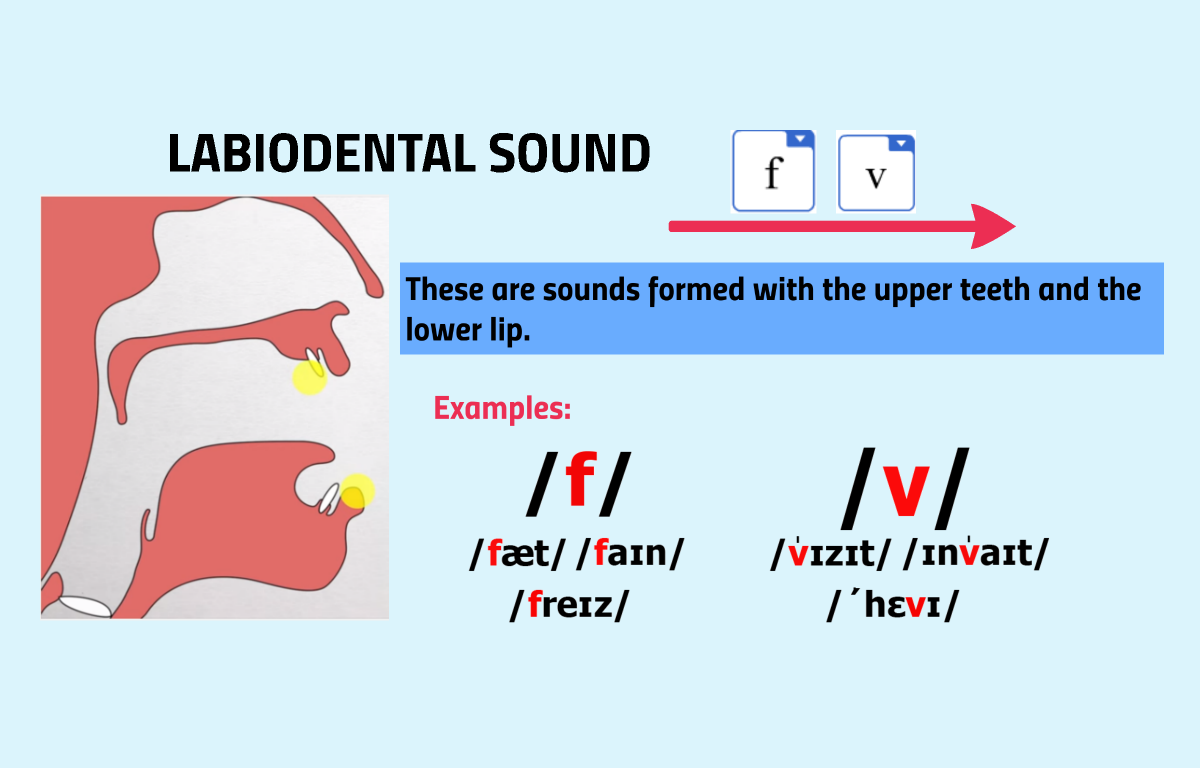 LABIODENTAL SOUND
f v
These are sounds formed with the upper teeth and the
lower lip.
Examples:
/f/ /v/
/fæt/ /faɪn/ /ˈvɪzɪt/ /ɪnˈvaɪt/
/freɪz/ /´hɛvɪ/